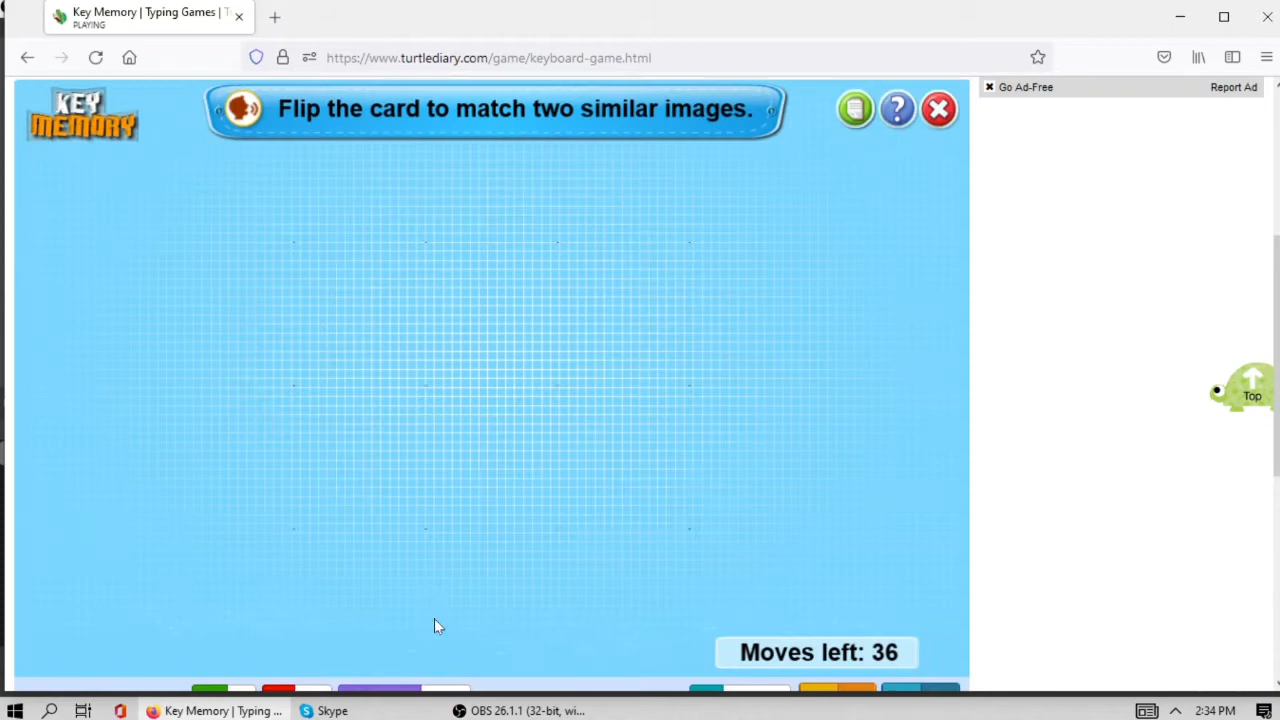 Key Memory | Typing Games | T
PLAYING
https://www.turtlediary.com/game/keyboard-game.html
KEY
MEMORY
Flip the card to match two similar images.
?
Go Ad-Free
Report Ad
Top
Moves left: 36
Key Memory | Typing ...
Skype
OBS 26.1.1 (32-bit, wi...
2:34 PM